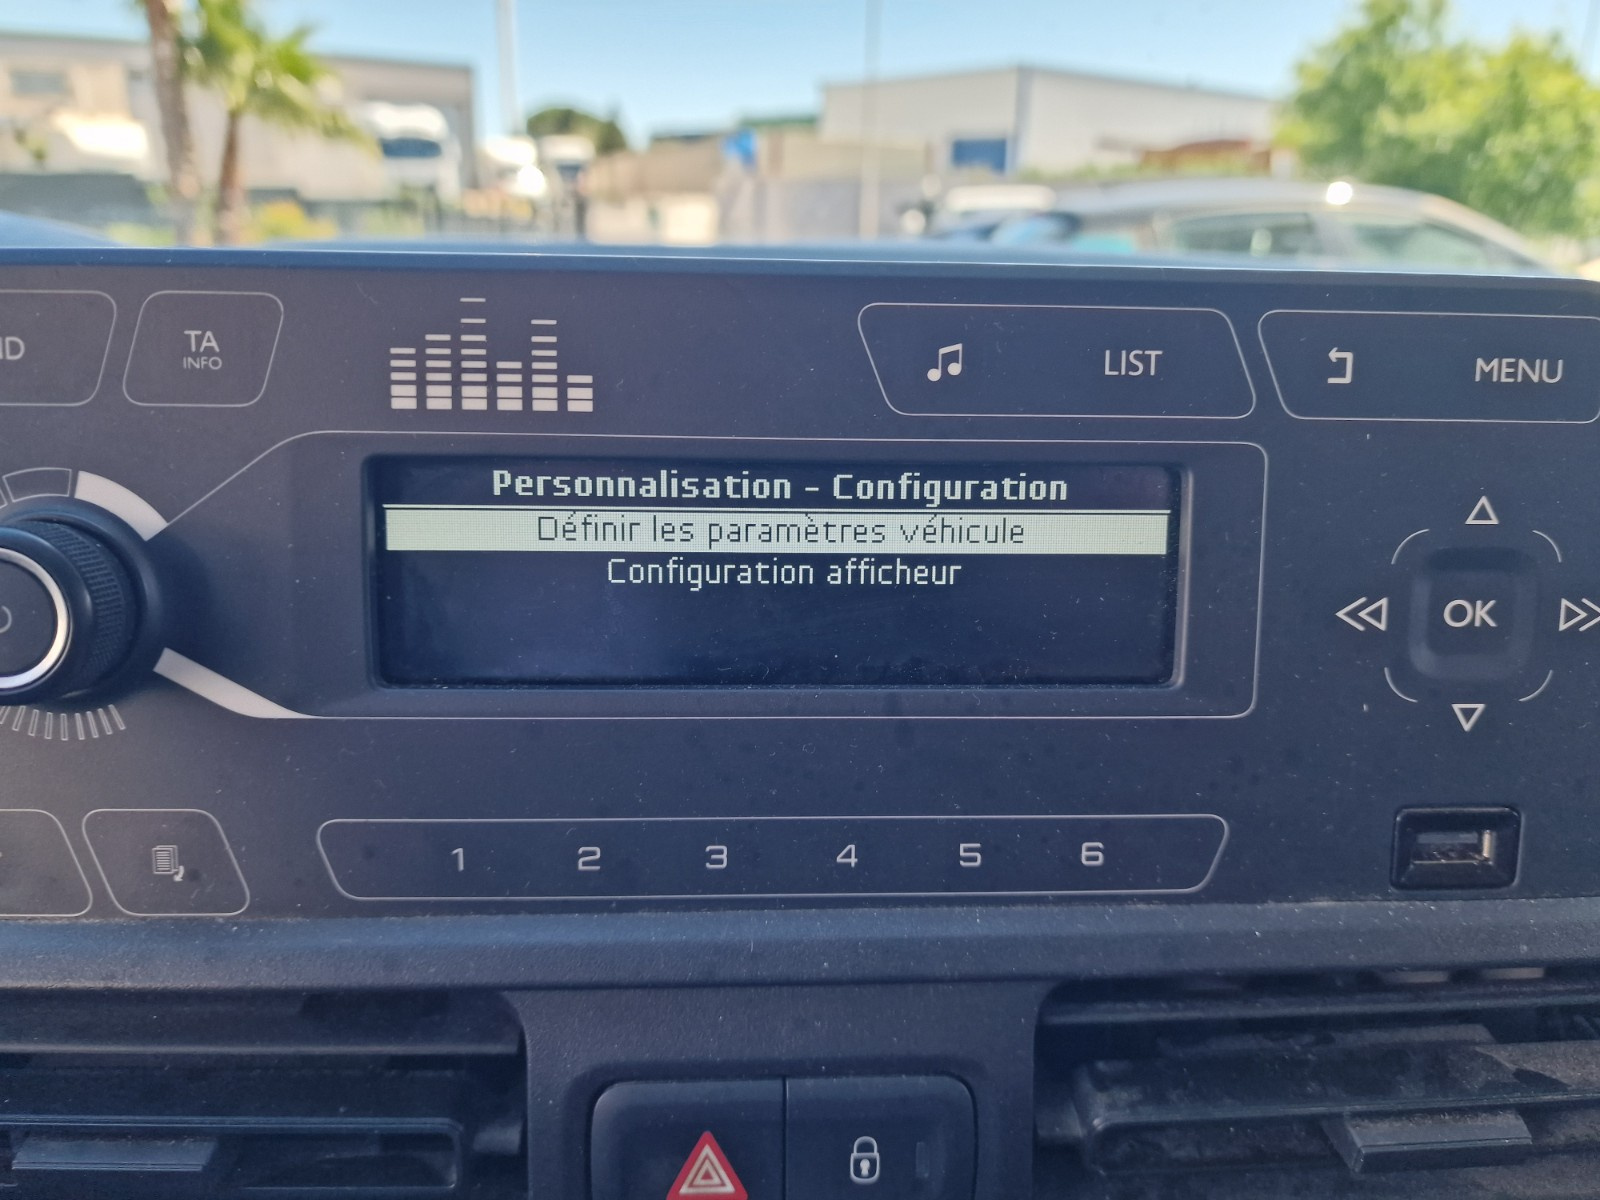 TA
INFO
LIST
MENU
Personnalisation - Configuration
Définir les paramètres véhicule
Configuration afficheur
OK
1 2 3 4 5 6